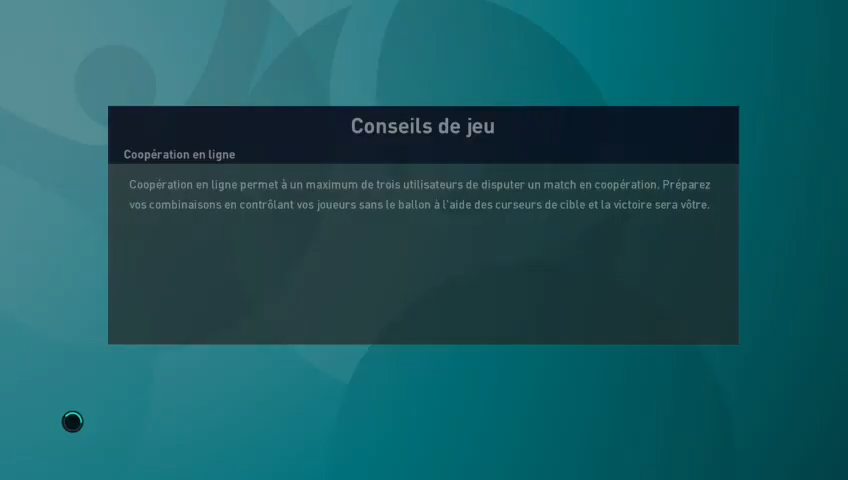 Conseils de jeu
Coopération en ligne
Coopération en ligne permet à un maximum de trois utilisateurs de disputer un match en coopération. Préparez
vos combinaisons en contrôlant vos joueurs sans le ballon à l'aide des curseurs de cible et la victoire sera vôtre.